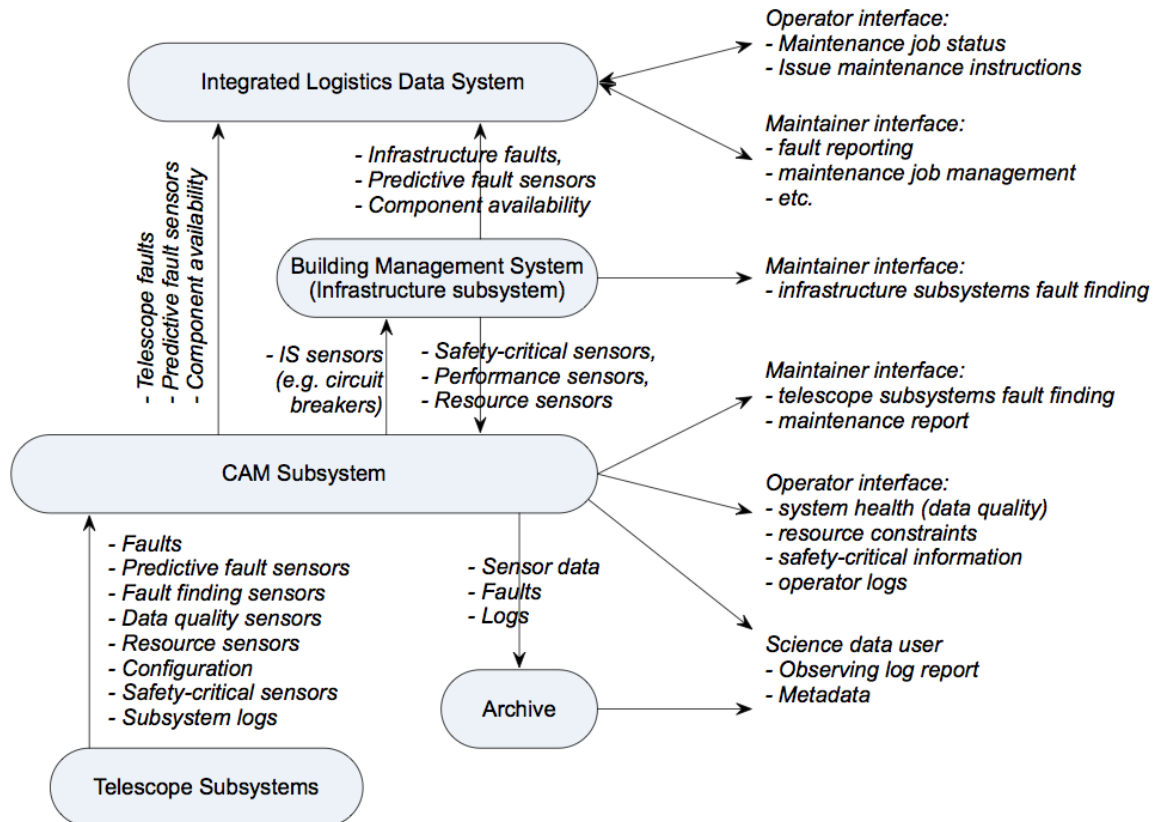 Operator interface:
- Maintenance job status
- Issue maintenance instructions
Integrated Logistics Data System
Maintainer interface:
- fault reporting
- maintenance job management
- etc.
- Telescope faults
- Predictive fault sensors
- Component availability
- Infrastructure faults,
- Predictive fault sensors
- Component availability
Building Management System
(Infrastructure subsystem)
Maintainer interface:
- infrastructure subsystems fault finding
- IS sensors
(e.g. circuit
breakers)
- Safety-critical sensors,
- Performance sensors,
- Resource sensors
Maintainer interface:
- telescope subsystems fault finding
- maintenance report
CAM Subsystem
Operator interface:
- system health (data quality)
- resource constraints
- safety-critical information
- operator logs
- Faults
- Predictive fault sensors
- Fault finding sensors
- Data quality sensors
- Resource sensors
- Configuration
- Safety-critical sensors
- Subsystem logs
- Sensor data
- Faults
- Logs
Science data user
- Observing log report
- Metadata
Archive
Telescope Subsystems